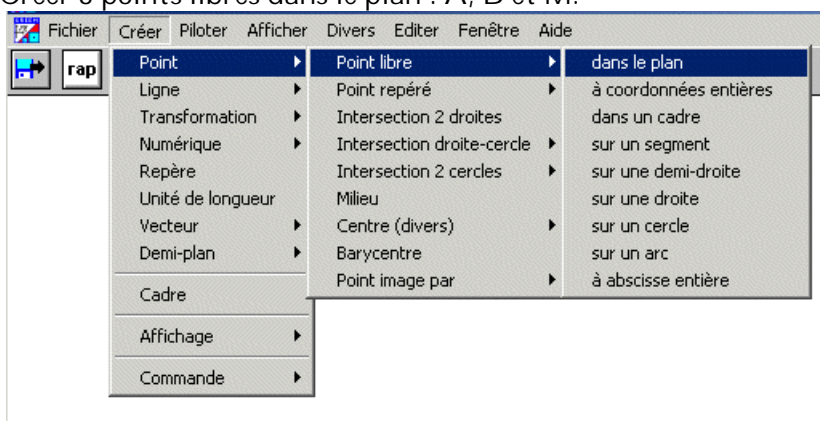 Créer 3 points libres dans le plan : A, B et M.
Fichier Créer Piloter Afficher Divers Editer Fenêtre Aide
rap
Point
Ligne
Transformation
Numérique
Repère
Unité de longueur
Vecteur
Demi-plan
Cadre
Affichage
Commande
Point libre
Point repéré
Intersection 2 droites
Intersection droite-cercle
Intersection 2 cercles
Milieu
Centre (divers)
Barycentre
Point image par
dans le plan
à coordonnées entières
dans un cadre
sur un segment
sur une demi-droite
sur une droite
sur un cercle
sur un arc
à abscisse entière